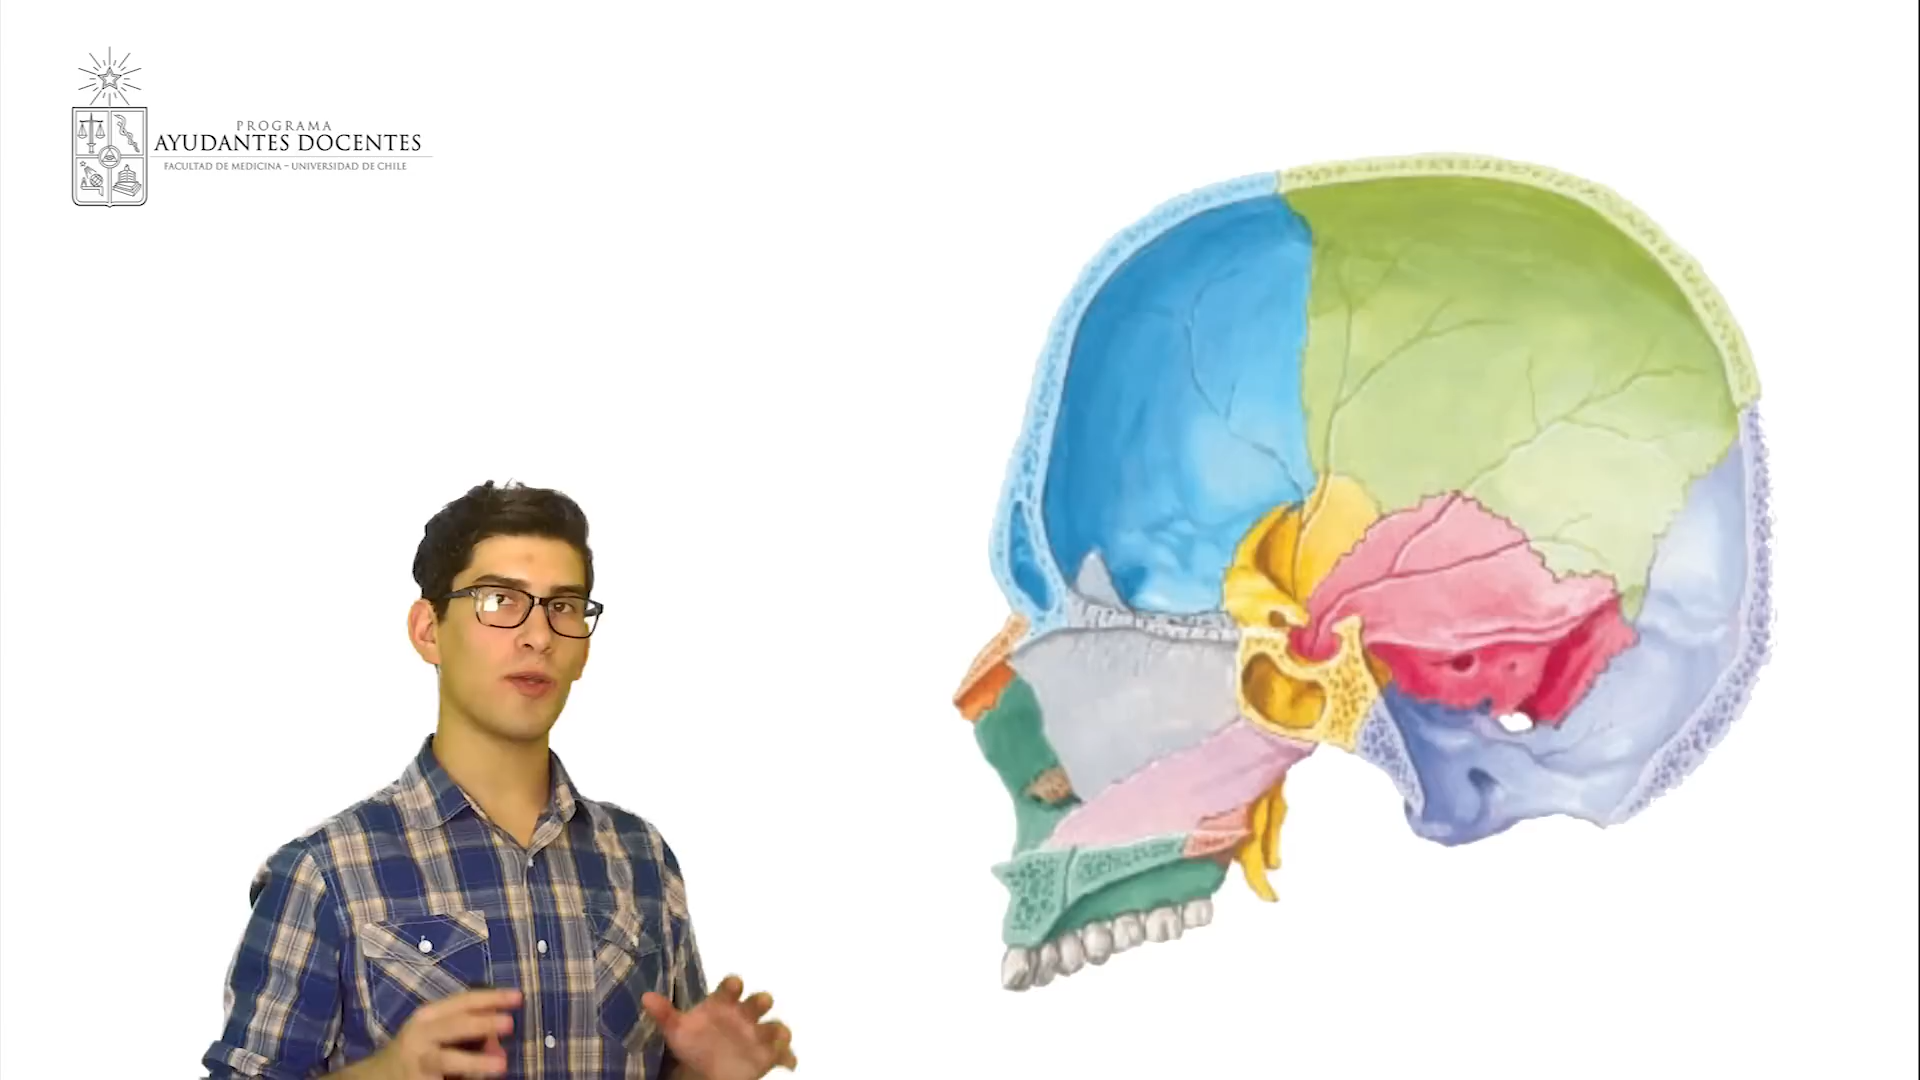 PROGRAMA
AYUDANTES DOCENTES
FACULTAD DE MEDICINA – UNIVERSIDAD DE CHILE